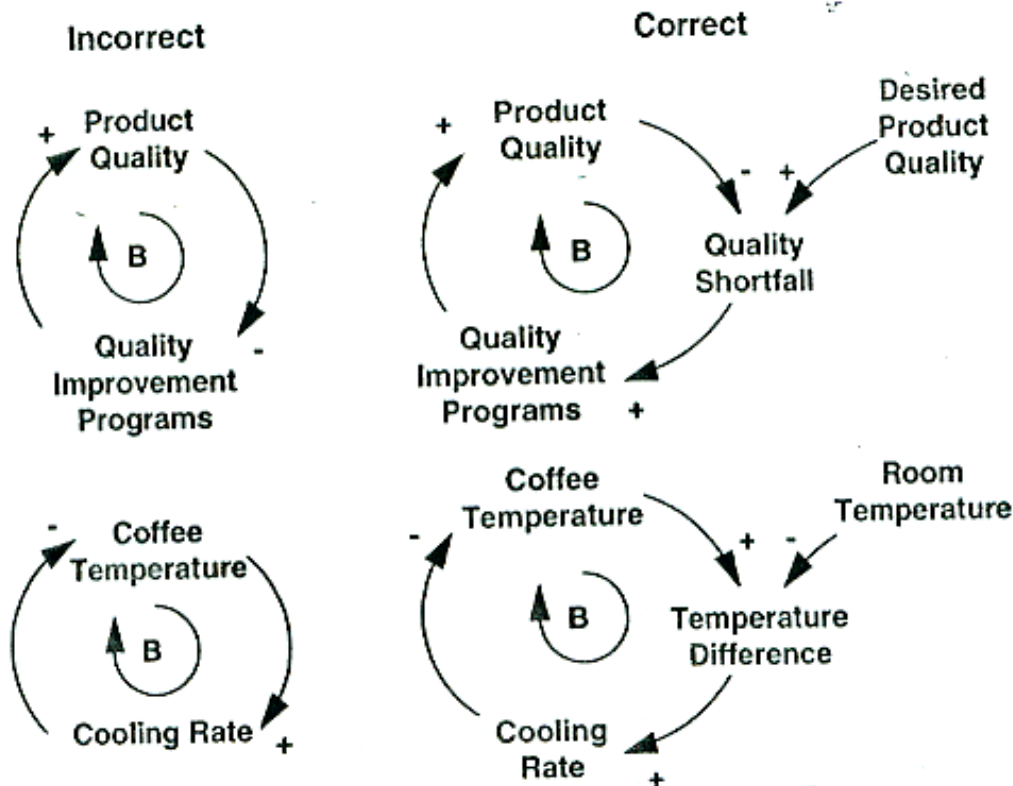 Incorrect
+
Product
Quality
B
-
Quality
Improvement
Programs
Correct
+
Product
Quality
Desired
Product
Quality
- +
B
Quality
Shortfall
Quality
Improvement
Programs
+
-
Coffee
Temperature
B
Cooling Rate
+
-
Coffee
Temperature
Room
Temperature
+ -
B
Temperature
Difference
Cooling
Rate
+